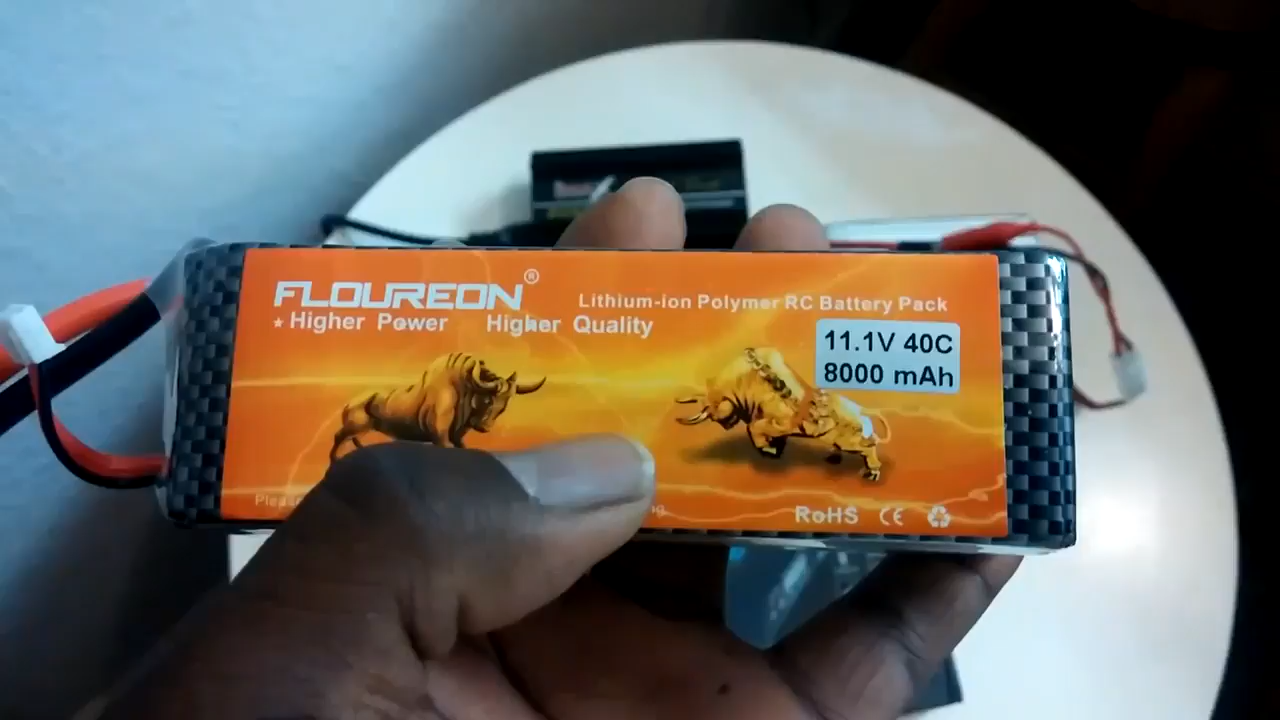 FLOUREON®
Lithium-ion Polymer RC Battery Pack
★ Higher Power Higher Quality
11.1V 40C
8000 mAh
RoHS CE